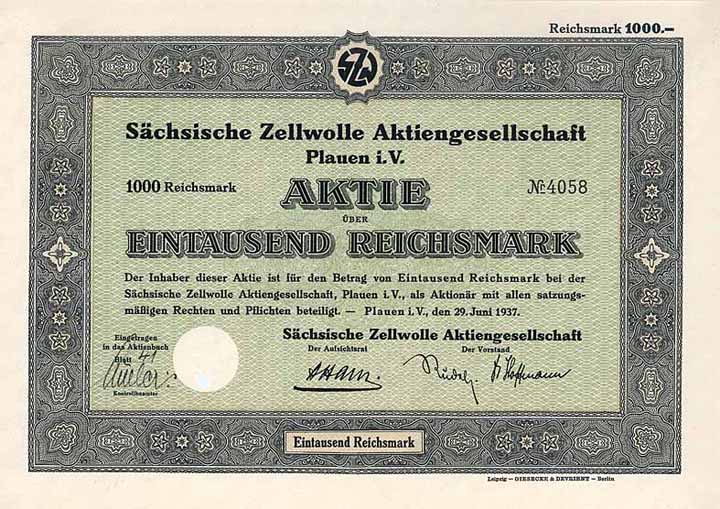 Reichsmark 1000.—
SZW
Sächsische Zellwolle Aktiengesellschaft
Plauen i.V.
1000 Reichsmark AKTIE № 4058
ÜBER
EINTAUSEND REICHSMARK
Der Inhaber dieser Aktie ist für den Betrag von Eintausend Reichsmark bei der
Sächsische Zellwolle Aktiengesellschaft, Plauen i.V., als Aktionär mit allen satzungs-
mäßigen Rechten und Pflichten beteiligt. — Plauen i.V., den 29. Juni 1937.
Eingetragen
in das Aktienbuch
Blatt 41
Kontrollbeamter
Sächsische Zellwolle Aktiengesellschaft
Der Aufsichtsrat Der Vorstand
Dr Hoffmann
Eintausend Reichsmark
Leipzig — GIESECKE & DEVRIENT — Berlin